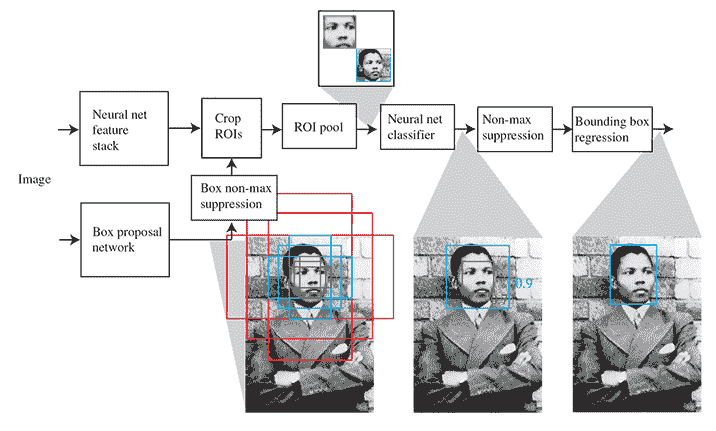 Neural net
feature
stack
Crop
ROIs
ROI pool
Neural net
classifier
Non-max
suppression
Bounding box
regression
Image
Box non-max
suppression
Box proposal
network
0.9